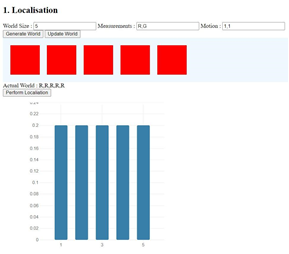 1. Localisation
World Size : 5 Measurements : R,G Motion : 1,1
Generate World Update World
Actual World - R,R,R,R,R
Perform Localisation
0.24
0.22
0.2
0.18
0.16
0.14
0.12
0.1
0.08
0.06
0.04
0.02
0
1 3 5